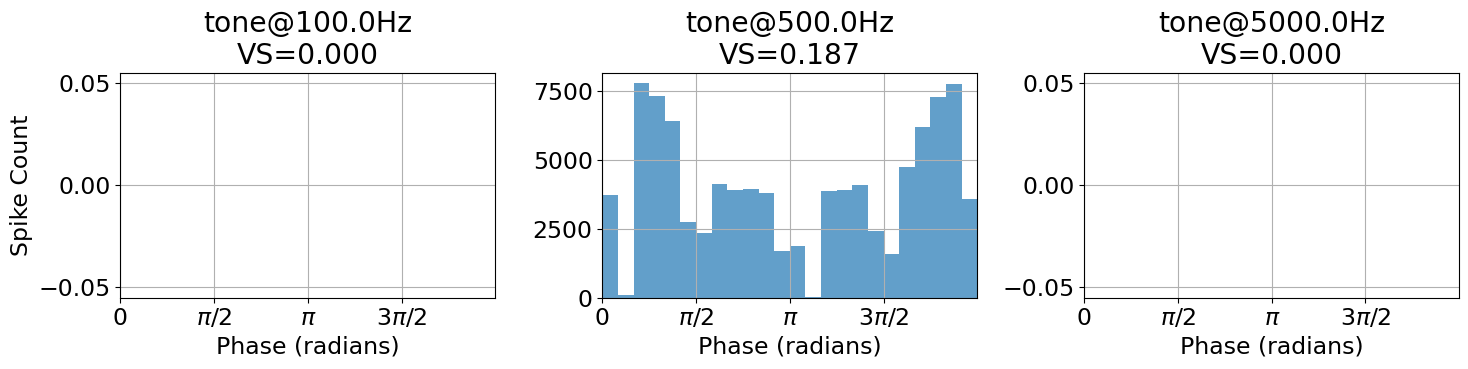 tone@100.0Hz
VS=0.000
0.05
0.00
−0.05
Spike Count
0
π/2
π
3π/2
Phase (radians)
tone@500.0Hz
VS=0.187
7500
5000
2500
0
0
π/2
π
3π/2
Phase (radians)
tone@5000.0Hz
VS=0.000
0.05
0.00
−0.05
0
π/2
π
3π/2
Phase (radians)